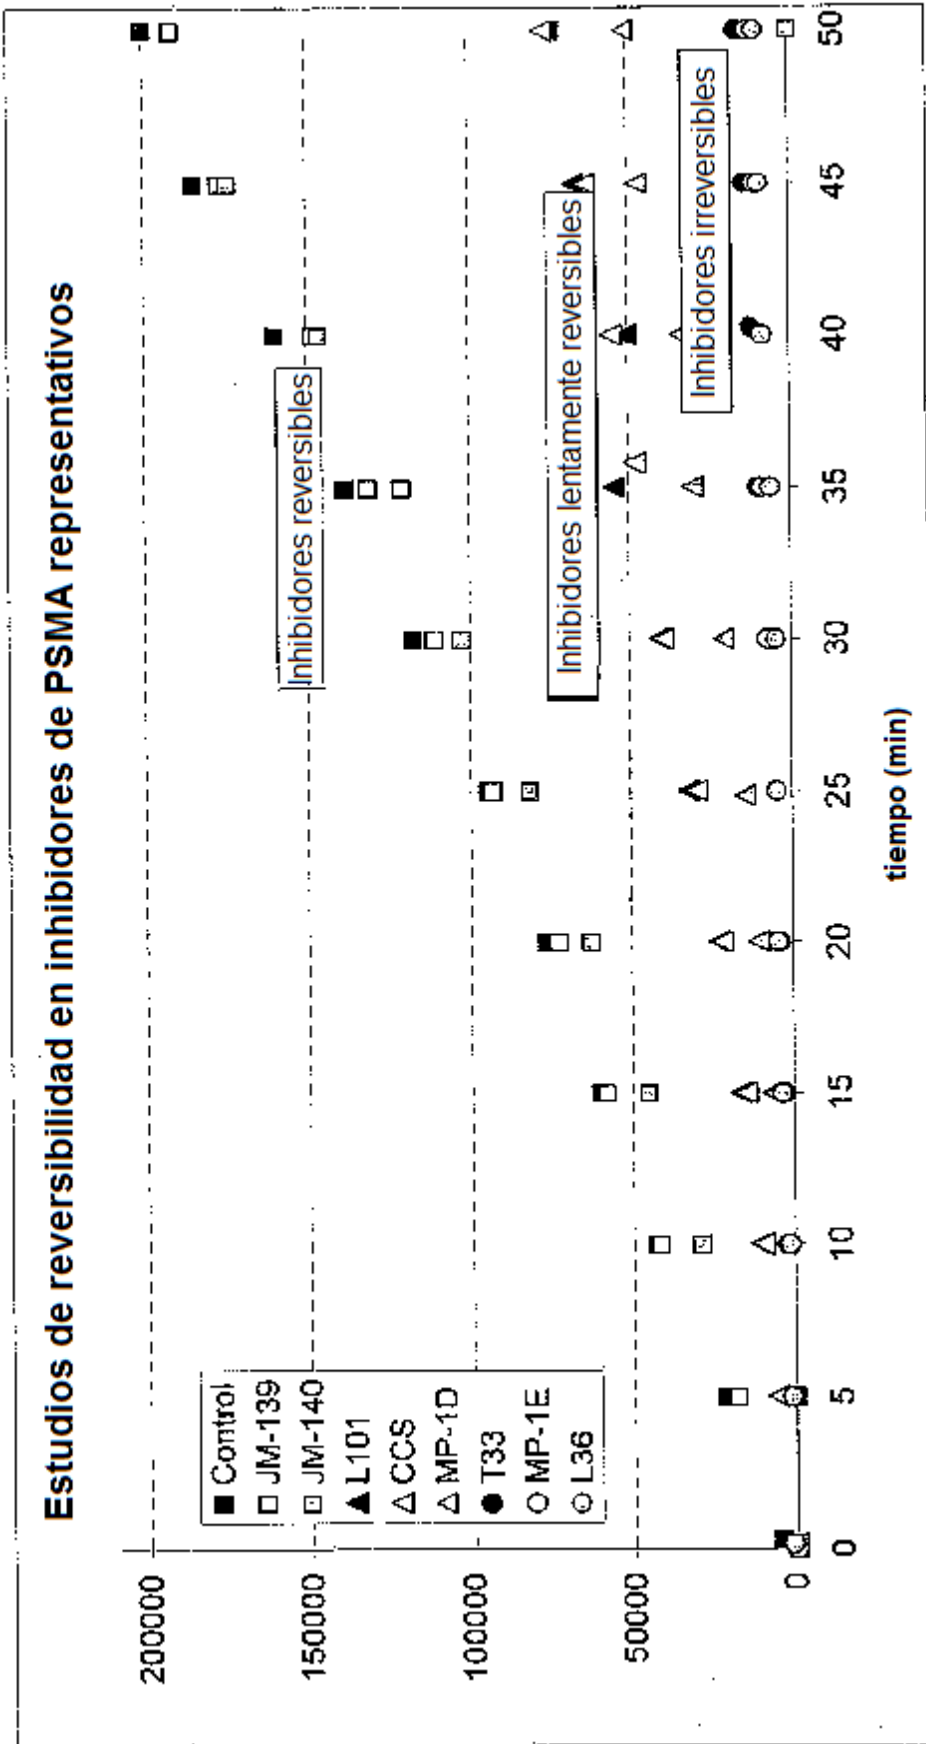 Estudios de reversibilidad en inhibidores de PSMA representativos
200000
150000
100000
50000
0
Control
JM-139
JM-140
L101
CCS
MP-1D
T33
MP-1E
L36
Inhibidores reversibles
Inhibidores lentamente reversibles
Inhibidores irreversibles
0 5 10 15 20 25 30 35 40 45 50
tiempo (min)